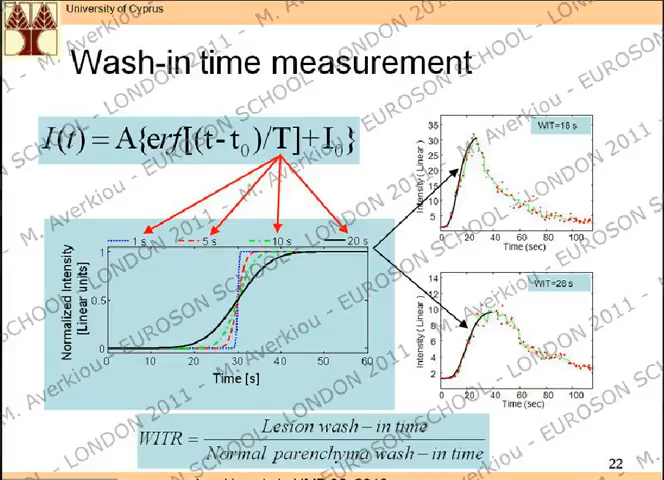 University of Cyprus
Wash-in time measurement
I(t) = A{erf[(t-t₀)/T]+I₀}
1 s 5 s 10 s 20 s
Normalized Intensity
[Linear units]
1
0.5
0
0 10 20 30 40 50 60
Time [s]
WIT=18 s
Intensity ( Linear )
35
30
25
20
15
10
5
0 20 40 60 80 100
Time (sec)
WIT=28 s
Intensity ( Linear )
14
12
10
8
6
4
2
0 20 40 60 80 100
Time (sec)
WITR = Lesion wash – in time
Normal parenchyma wash – in time
22
M. Averkiou - EUROSON SCHOOL - LONDON 2011